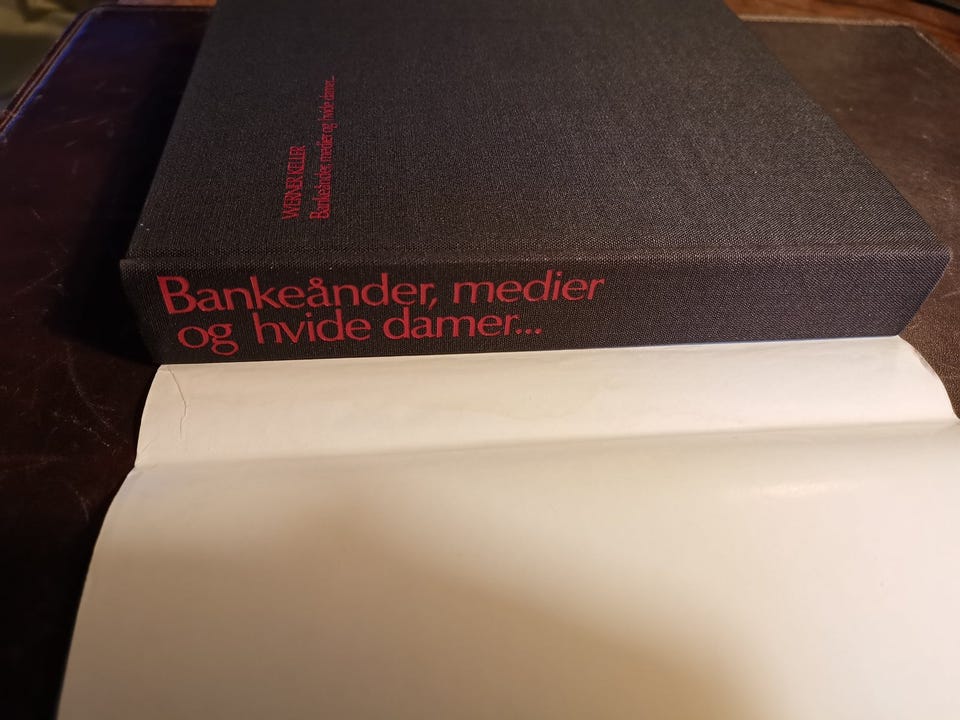 WERNER KELLER
Bankeånder, medier og hvide damer...
Bankeånder, medier
og hvide damer...